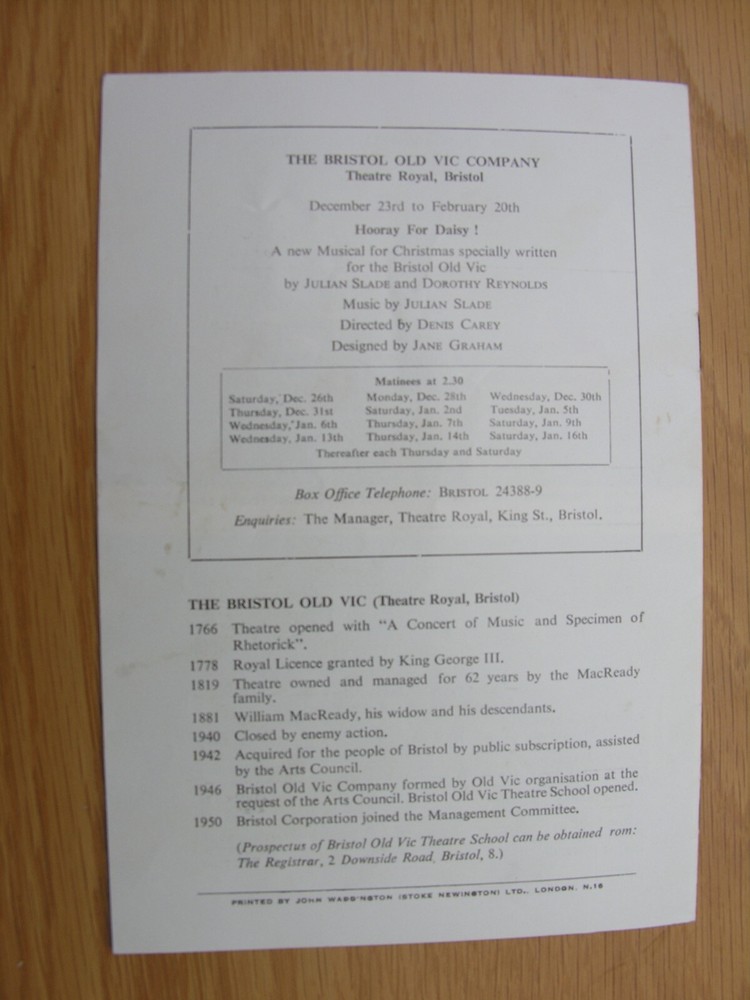 THE BRISTOL OLD VIC COMPANY
Theatre Royal, Bristol
December 23rd to February 20th
Hooray For Daisy !
A new Musical for Christmas specially written
for the Bristol Old Vic
by JULIAN SLADE and DOROTHY REYNOLDS
Music by JULIAN SLADE
Directed by DENIS CAREY
Designed by JANE GRAHAM
Matinees at 2.30
Saturday, Dec. 26th Monday, Dec. 28th Wednesday, Dec. 30th
Thursday, Dec. 31st Saturday, Jan. 2nd Tuesday, Jan. 5th
Wednesday, Jan. 6th Thursday, Jan. 7th Saturday, Jan. 9th
Wednesday, Jan. 13th Thursday, Jan. 14th Saturday, Jan. 16th
Thereafter each Thursday and Saturday
Box Office Telephone: BRISTOL 24388-9
Enquiries: The Manager, Theatre Royal, King St., Bristol.
THE BRISTOL OLD VIC (Theatre Royal, Bristol)
1766 Theatre opened with "A Concert of Music and Specimen of
Rhetorick".
1778 Royal Licence granted by King George III.
1819 Theatre owned and managed for 62 years by the MacReady
family.
1881 William MacReady, his widow and his descendants.
1940 Closed by enemy action.
1942 Acquired for the people of Bristol by public subscription, assisted
by the Arts Council.
1946 Bristol Old Vic Company formed by Old Vic organisation at the
request of the Arts Council. Bristol Old Vic Theatre School opened.
1950 Bristol Corporation joined the Management Committee.
(Prospectus of Bristol Old Vic Theatre School can be obtained rom:
The Registrar, 2 Downside Road, Bristol, 8.)
PRINTED BY JOHN (STOKE NEWINGTON) LTD., LONDON, N.16